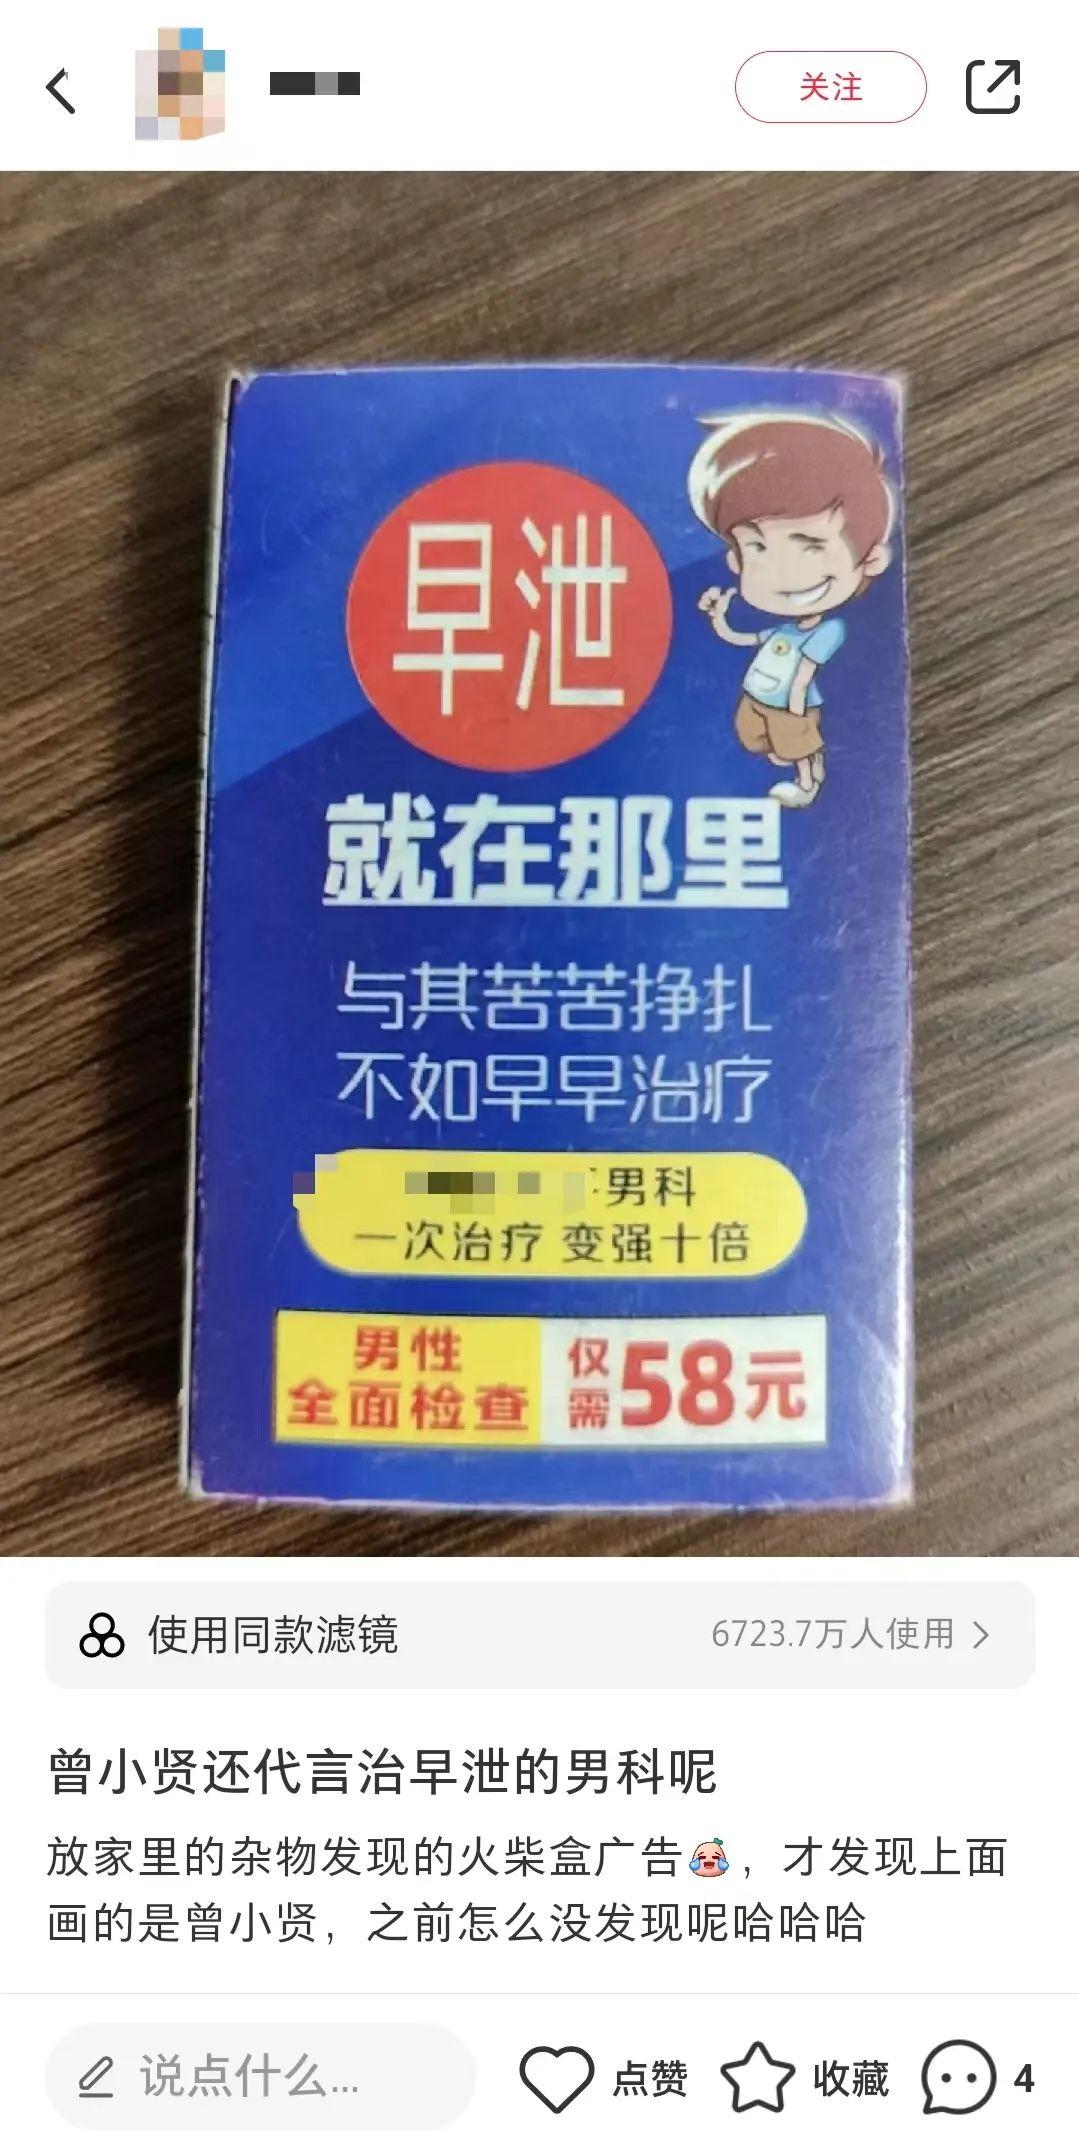 关注
早泄
就在那里
与其苦苦挣扎
不如早早治疗
男科
一次治疗 变强十倍
男性
全面检查
仅需58元
使用同款滤镜
6723.7万人使用
曾小贤还代言治早泄的男科呢
放家里的杂物发现的火柴盒广告，才发现上面
画的是曾小贤，之前怎么没发现呢哈哈哈
说点什么...
点赞
收藏
4